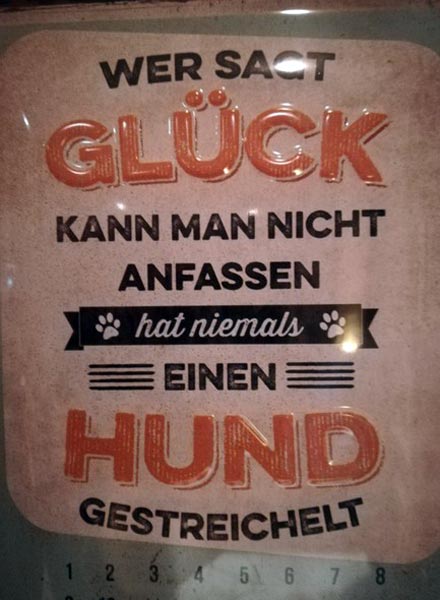 WER SAGT
GLÜCK
KANN MAN NICHT
ANFASSEN
hat niemals
EINEN
HUND
GESTREICHELT
1 2 3 4 5 6 7 8